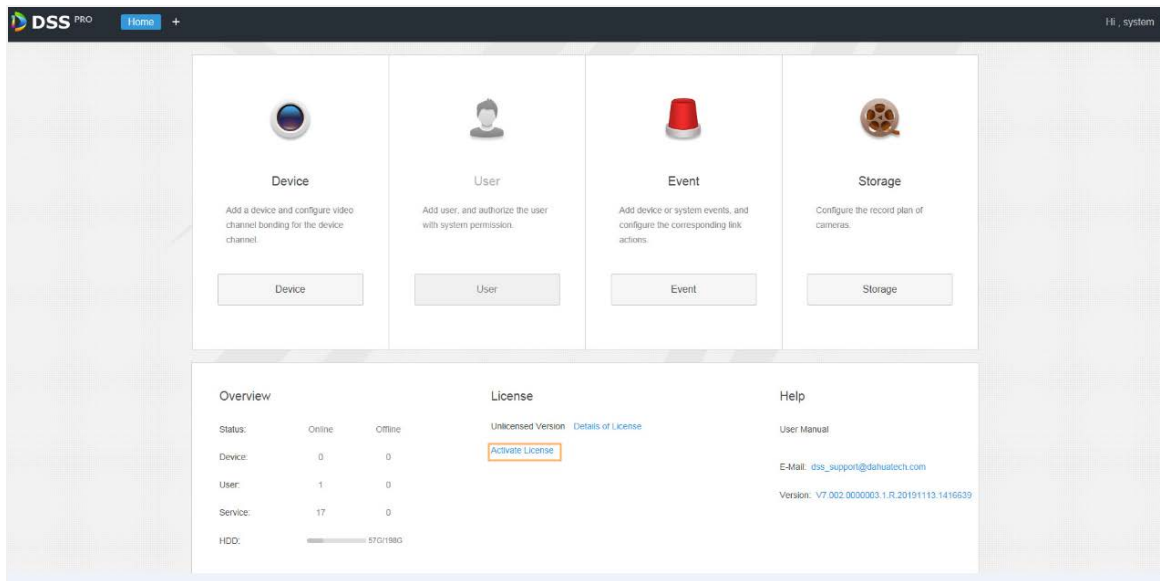 DSS PRO Home + Hi , system
Device
Add a device and configure video
channel bonding for the device
channel.
Device
User
Add user, and authorize the user
with system permission.
User
Event
Add device or system events, and
configure the corresponding link
actions.
Event
Storage
Configure the record plan of
cameras.
Storage
Overview
Status: Online Offline
Device: 0 0
User: 1 0
Service: 17 0
HDD: 57G/198G
License
Unlicensed Version Details of License
Activate License
Help
User Manual
E-Mail: dss_support@dahuatech.com
Version: V7.002.0000003.1.R.20191113.1416639